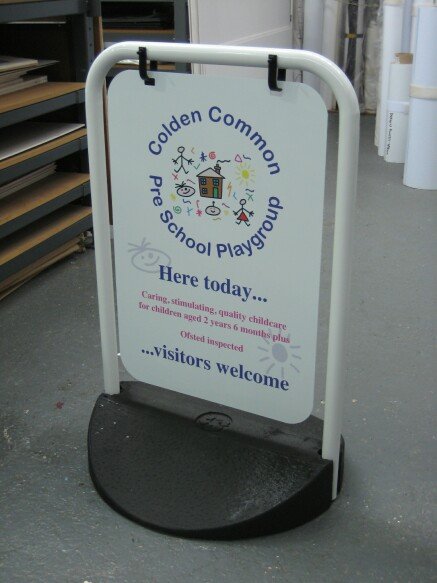 Colden Common
Pre School Playgroup
Here today...
Caring, stimulating, quality childcare
for children aged 2 years 6 months plus
Ofsted inspected
...visitors welcome